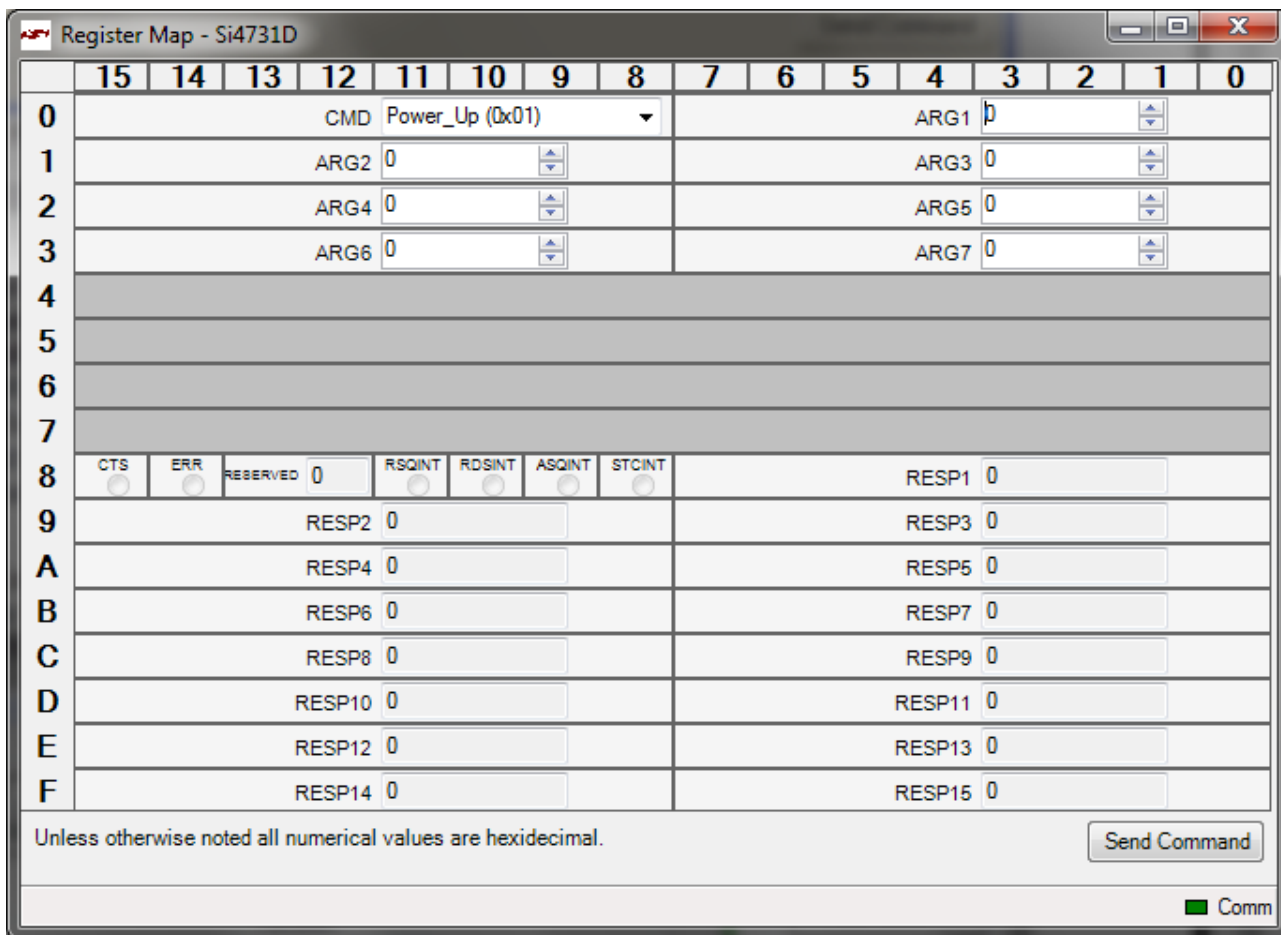 Register Map - Si4731D
15 14 13 12 11 10 9 8 7 6 5 4 3 2 1 0
0 CMD Power_Up (0x01) ARG1 0
1 ARG2 0 ARG3 0
2 ARG4 0 ARG5 0
3 ARG6 0 ARG7 0
4
5
6
7
8 CTS ERR RESERVED 0 RSQINT RDSINT ASQINT STCINT RESP1 0
9 RESP2 0 RESP3 0
A RESP4 0 RESP5 0
B RESP6 0 RESP7 0
C RESP8 0 RESP9 0
D RESP10 0 RESP11 0
E RESP12 0 RESP13 0
F RESP14 0 RESP15 0
Unless otherwise noted all numerical values are hexidecimal.
Send Command
Comm